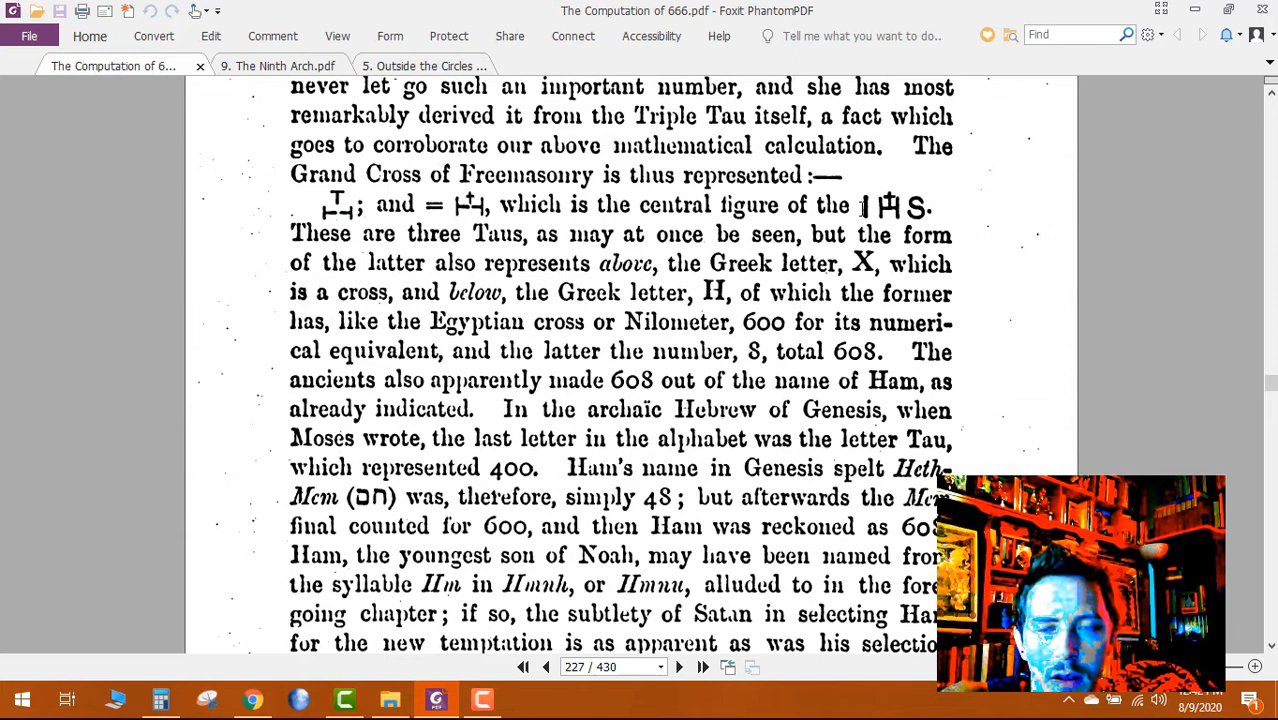 The Computation of 666.pdf - Foxit PhantomPDF
File Home Convert Edit Comment View Form Protect Share Connect Accessibility Help Tell me what you want to do.. Find
The Computation of 6... 9. The Ninth Arch.pdf 5. Outside the Circles ...
never let go such an important number, and she has most
remarkably derived it from the Triple Tau itself, a fact which
goes to corroborate our above mathematical calculation. The
Grand Cross of Freemasonry is thus represented :—
; and = , which is the central figure of the I H S.
These are three Taus, as may at once be seen, but the form
of the latter also represents above, the Greek letter, X, which
is a cross, and below, the Greek letter, H, of which the former
has, like the Egyptian cross or Nilometer, 600 for its numeri-
cal equivalent, and the latter the number, 8, total 608. The
ancients also apparently made 608 out of the name of Ham, as
already indicated. In the archaïc Hebrew of Genesis, when
Moses wrote, the last letter in the alphabet was the letter Tau,
which represented 400. Ham's name in Genesis spelt Heth-
Mem (חם) was, therefore, simply 48 ; but afterwards the Mem
final counted for 600, and then Ham was reckoned as 608
Ham, the youngest son of Noah, may have been named from
the syllable Hm in Hmnh, or Hmnu, alluded to in the fore
going chapter ; if so, the subtlety of Satan in selecting Ham
for the new temptation is as apparent as was his selection
227 / 430
8/9/2020